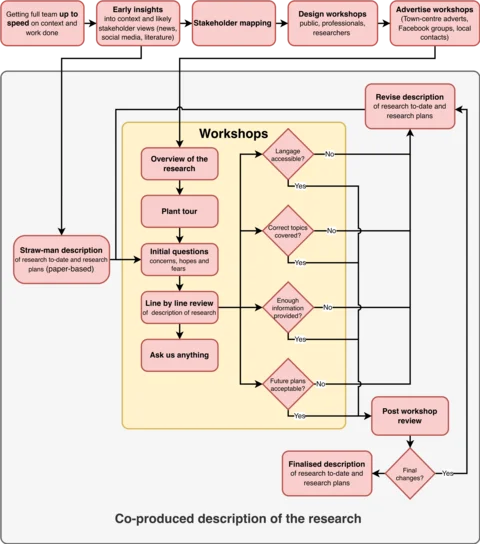 Getting full team up to
speed on context and
work done
Early insights
into context and likely
stakeholder views (news,
social media, literature)
Stakeholder mapping
Design workshops
public, professionals,
researchers
Advertise workshops
(Town-centre adverts,
Facebook groups, local
contacts)
Revise description
of research to-date and
research plans
Workshops
Overview of the
research
Langage
accessible?
No
Yes
Plant tour
Correct topics
covered?
No
Yes
Straw-man description
of research to-date and research
plans (paper-based)
Initial questions
concerns, hopes and
fears
Line by line review
of description of research
Enough
information
provided?
No
Yes
Ask us anything
Future plans
acceptable?
No
Yes
Post workshop
review
Finalised description
of research to-date and
research plans
Final
changes?
Yes
Co-produced description of the research